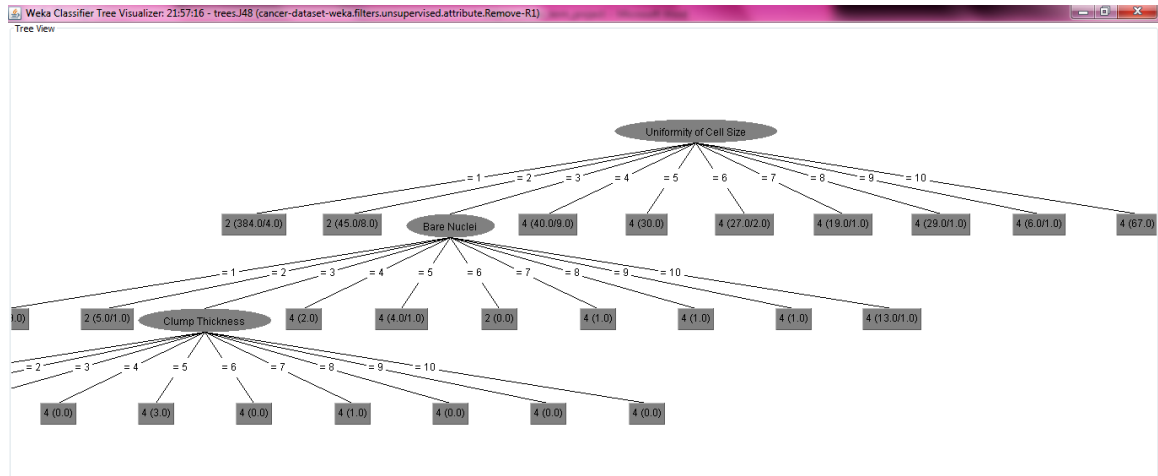 Weka Classifier Tree Visualizer: 21:57:16 - trees.J48 (cancer-dataset-weka.filters.unsupervised.attribute.Remove-R1)
Tree View
Uniformity of Cell Size
= 1 = 2 = 3 = 4 = 5 = 6 = 7 = 8 = 9 = 10
2 (384.0/4.0) 2 (45.0/8.0) Bare Nuclei 4 (40.0/9.0) 4 (30.0) 4 (27.0/2.0) 4 (19.0/1.0) 4 (29.0/1.0) 4 (6.0/1.0) 4 (67.0)
= 1 = 2 = 3 = 4 = 5 = 6 = 7 = 8 = 9 = 10
2 (5.0/1.0) Clump Thickness 4 (2.0) 4 (4.0/1.0) 2 (0.0) 4 (1.0) 4 (1.0) 4 (1.0) 4 (13.0/1.0)
= 2 = 3 = 4 = 5 = 6 = 7 = 8 = 9 = 10
4 (0.0) 4 (3.0) 4 (0.0) 4 (1.0) 4 (0.0) 4 (0.0) 4 (0.0)